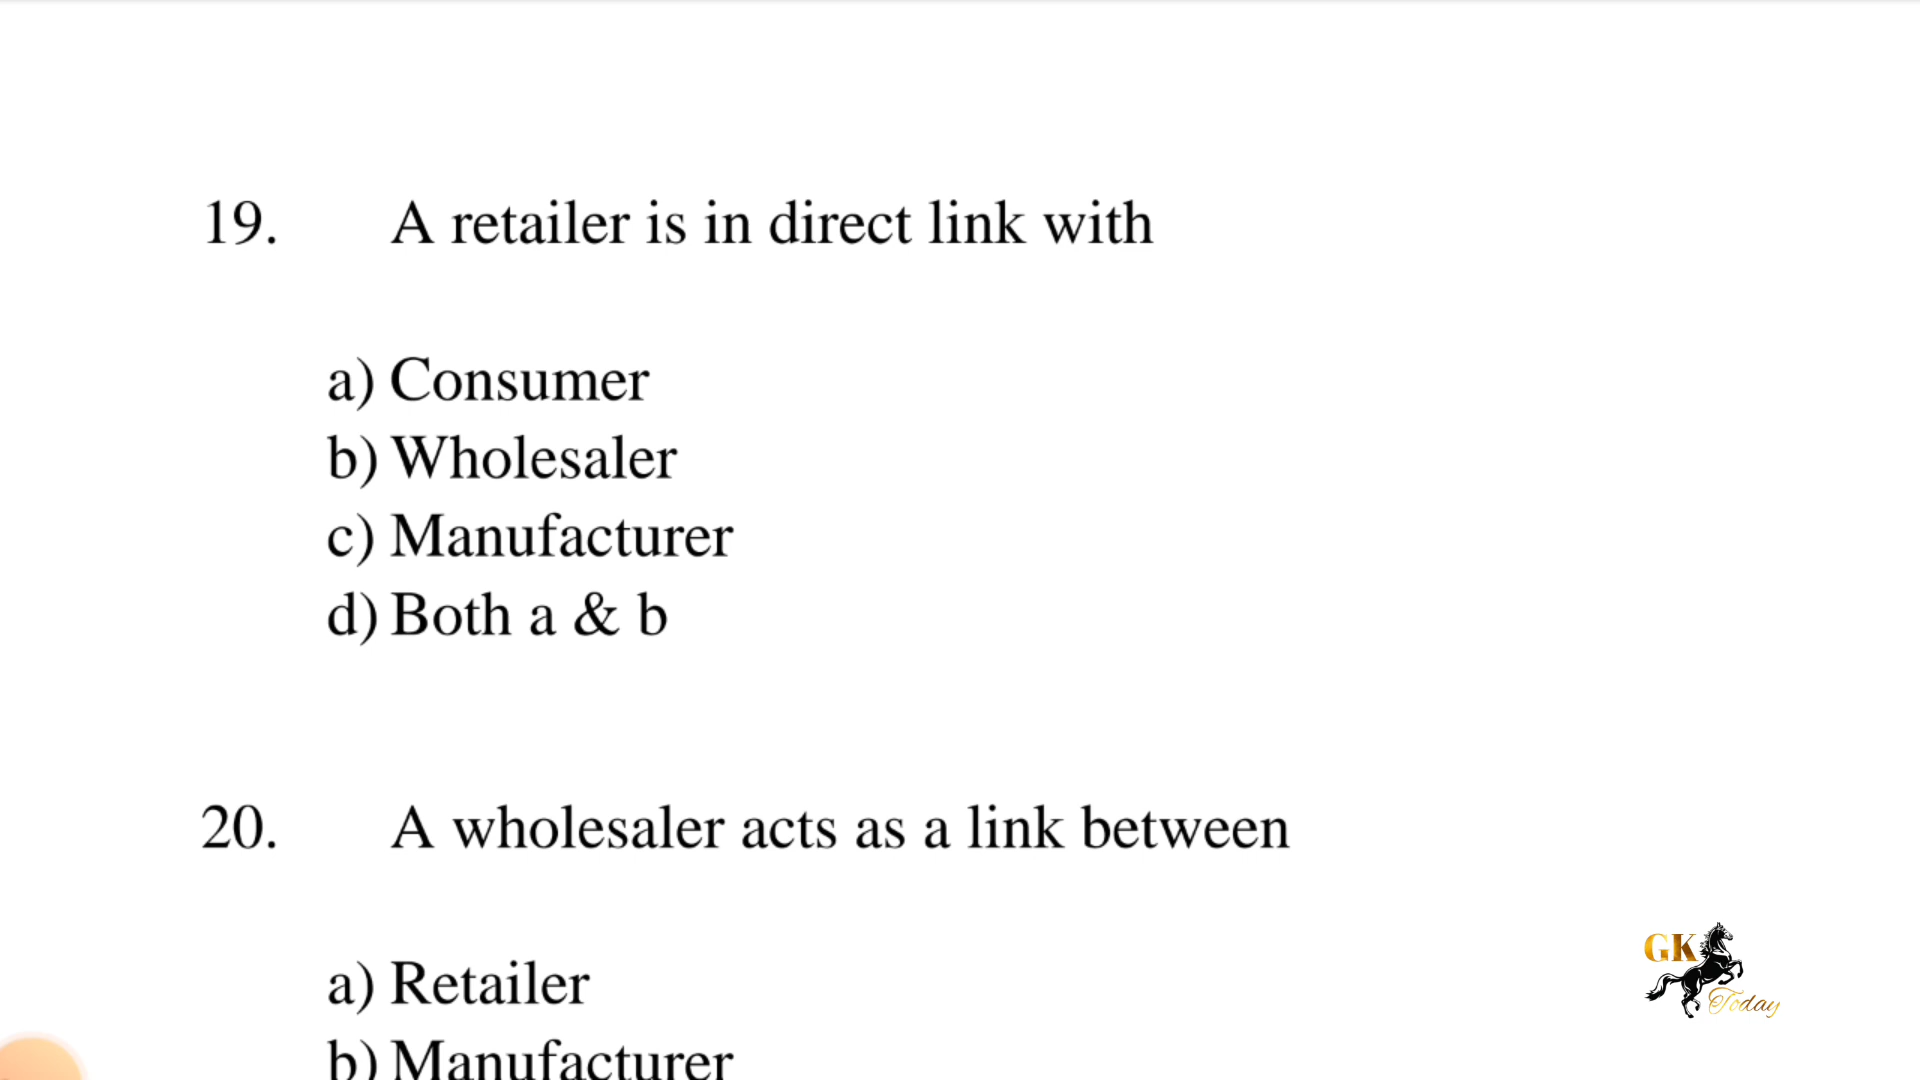 19. A retailer is in direct link with
a) Consumer
b) Wholesaler
c) Manufacturer
d) Both a & b
20. A wholesaler acts as a link between
a) Retailer
b) Manufacturer
GK
Today